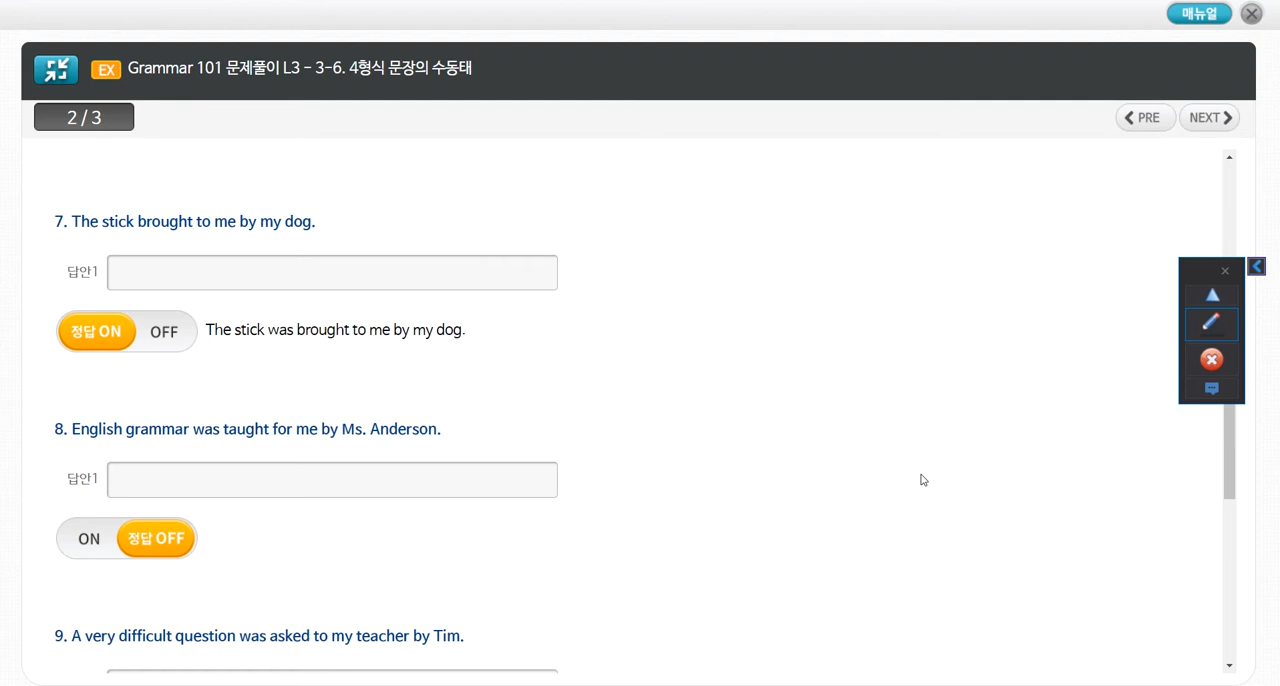 매뉴얼
EX Grammar 101 문제풀이 L3 - 3-6. 4형식 문장의 수동태
2 / 3
PRE NEXT
7. The stick brought to me by my dog.
답안1
정답 ON OFF The stick was brought to me by my dog.
8. English grammar was taught for me by Ms. Anderson.
답안1
ON 정답 OFF
9. A very difficult question was asked to my teacher by Tim.